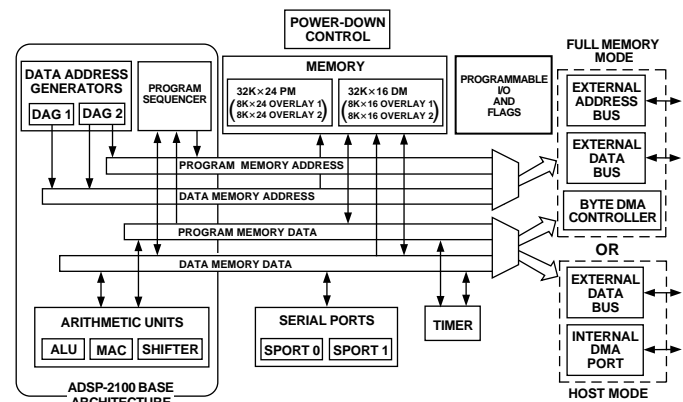 POWER-DOWN
CONTROL
FULL MEMORY
MODE
DATA ADDRESS
GENERATORS
DAG 1
DAG 2
PROGRAM
SEQUENCER
MEMORY
32K×24 PM
(8K×24 OVERLAY 1)
(8K×24 OVERLAY 2)
32K×16 DM
(8K×16 OVERLAY 1)
(8K×16 OVERLAY 2)
PROGRAMMABLE
I/O
AND
FLAGS
EXTERNAL
ADDRESS
BUS
EXTERNAL
DATA
BUS
BYTE DMA
CONTROLLER
OR
EXTERNAL
DATA
BUS
INTERNAL
DMA
PORT
HOST MODE
PROGRAM MEMORY ADDRESS
DATA MEMORY ADDRESS
PROGRAM MEMORY DATA
DATA MEMORY DATA
ARITHMETIC UNITS
ALU
MAC
SHIFTER
SERIAL PORTS
SPORT 0
SPORT 1
TIMER
ADSP-2100 BASE
ARCHITECTURE